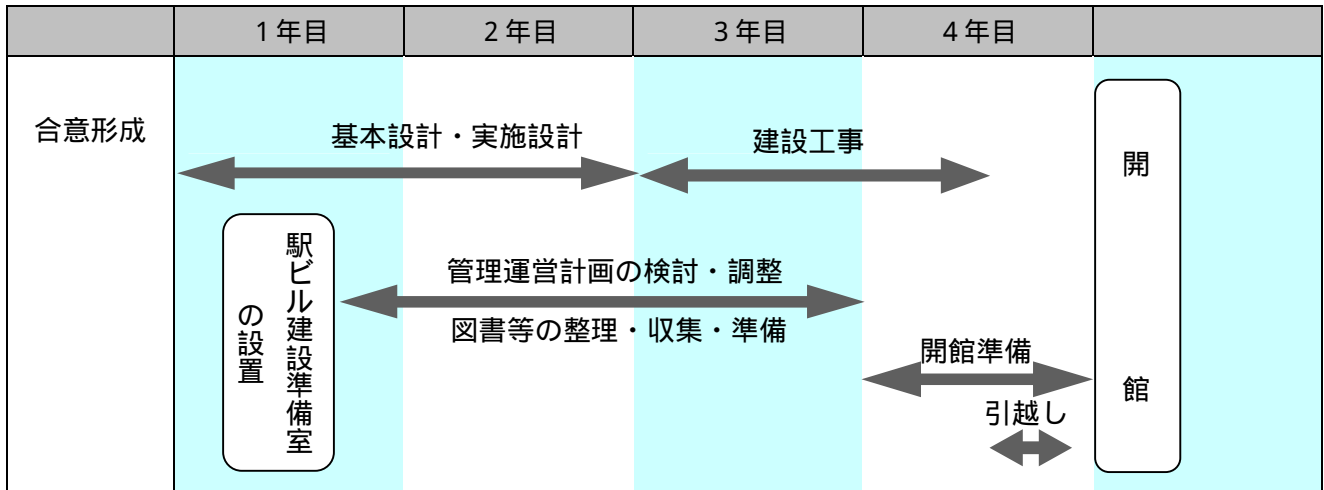 1年目
2年目
3年目
4年目
合意形成
基本設計・実施設計
建設工事
駅ビル建設準備室
の設置
管理運営計画の検討・調整
図書等の整理・収集・準備
開館準備
引越し
開
館